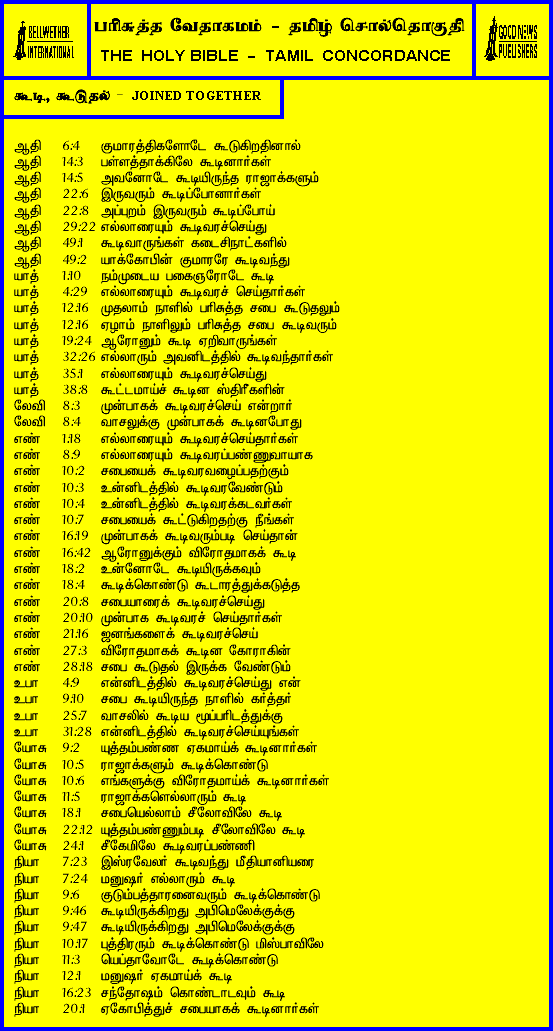 BELLWETHER
INTERNATIONAL
பரிசுத்த வேதாகமம் – தமிழ் சொல்தொகுதி
THE HOLY BIBLE – TAMIL CONCORDANCE
GOOD NEWS
PUBLISHERS
கூடி, கூடுதல் – JOINED TOGETHER
ஆதி 6:4 குமாரத்திகளோடே கூடுகிறதினால்
ஆதி 14:3 பள்ளத்தாக்கிலே கூடினார்கள்
ஆதி 14:5 அவனோடே கூடியிருந்த ராஜாக்களும்
ஆதி 22:6 இருவரும் கூடிப்போனார்கள்
ஆதி 22:8 அப்புறம் இருவரும் கூடிப்போய்
ஆதி 29:22 எல்லாரையும் கூடிவரச்செய்து
ஆதி 49:1 கூடிவாருங்கள் கடைசிநாட்களில்
ஆதி 49:2 யாக்கோபின் குமாரரே கூடிவந்து
யாத் 1:10 நம்முடைய பகைஞரோடே கூடி
யாத் 4:29 எல்லாரையும் கூடிவரச் செய்தார்கள்
யாத் 12:16 முதலாம் நாளில் பரிசுத்த சபை கூடுதலும்
யாத் 12:16 ஏழாம் நாளிலும் பரிசுத்த சபை கூடிவரும்
யாத் 19:24 ஆரோனும் கூடி ஏறிவாருங்கள்
யாத் 32:26 எல்லாரும் அவனிடத்தில் கூடிவந்தார்கள்
யாத் 35:1 எல்லாரையும் கூடிவரச்செய்து
யாத் 38:8 கூட்டமாய்ச் கூடின ஸ்திரீகளின்
லேவி 8:3 முன்பாகக் கூடிவரச்செய் என்றார்
லேவி 8:4 வாசலுக்கு முன்பாகக் கூடினபோது
எண் 1:18 எல்லாரையும் கூடிவரச்செய்தார்கள்
எண் 8:9 எல்லாரையும் கூடிவரப்பண்ணுவாயாக
எண் 10:2 சபையைக் கூடிவரவழைப்பதற்கும்
எண் 10:3 உன்னிடத்தில் கூடிவரவேண்டும்
எண் 10:4 உன்னிடத்தில் கூடிவரக்கடவர்கள்
எண் 10:7 சபையைக் கூட்டுகிறதற்கு நீங்கள்
எண் 16:19 முன்பாகக் கூடிவரும்படி செய்தான்
எண் 16:42 ஆரோனுக்கும் விரோதமாகக் கூடி
எண் 18:2 உன்னோடே கூடியிருக்கவும்
எண் 18:4 கூடிக்கொண்டு கூடாரத்துக்கடுத்த
எண் 20:8 சபையாரைக் கூடிவரச்செய்து
எண் 20:10 முன்பாக கூடிவரச் செய்தார்கள்
எண் 21:16 ஜனங்களைக் கூடிவரச்செய்
எண் 27:3 விரோதமாகக் கூடின கோராகின்
எண் 28:18 சபை கூடுதல் இருக்க வேண்டும்
உபா 4:9 என்னிடத்தில் கூடிவரச்செய்து என்
உபா 9:10 சபை கூடியிருந்த நாளில் கர்த்தர்
உபா 25:7 வாசலில் கூடிய மூப்பரிடத்துக்கு
உபா 31:28 என்னிடத்தில் கூடிவரச்செய்யுங்கள்
யோசு 9:2 யுத்தம்பண்ண ஏகமாய்க் கூடினார்கள்
யோசு 10:5 ராஜாக்களும் கூடிக்கொண்டு
யோசு 10:6 எங்களுக்கு விரோதமாய்க் கூடினார்கள்
யோசு 11:5 ராஜாக்களெல்லாரும் கூடி
யோசு 18:1 சபையெல்லாம் சீலோவிலே கூடி
யோசு 22:12 யுத்தம்பண்ணும்படி சீலோவிலே கூடி
யோசு 24:1 சீகேமிலே கூடிவரப்பண்ணி
நியா 7:23 இஸ்ரவேலர் கூடிவந்து மீதியானியரை
நியா 7:24 மனுஷர் எல்லாரும் கூடி
நியா 9:6 குடும்பத்தாரனைவரும் கூடிக்கொண்டு
நியா 9:46 கூடியிருக்கிறது அபிமெலேக்குக்கு
நியா 9:47 கூடியிருக்கிறது அபிமெலேக்குக்கு
நியா 10:17 புத்திரரும் கூடிக்கொண்டு மிஸ்பாவிலே
நியா 11:3 யெப்தாவோடே கூடிக்கொண்டு
நியா 12:1 மனுஷர் ஏகமாய்க் கூடி
நியா 16:23 சந்தோஷம் கொண்டாடவும் கூடி
நியா 20:1 ஏகோபித்துச் சபையாகக் கூடினார்கள்